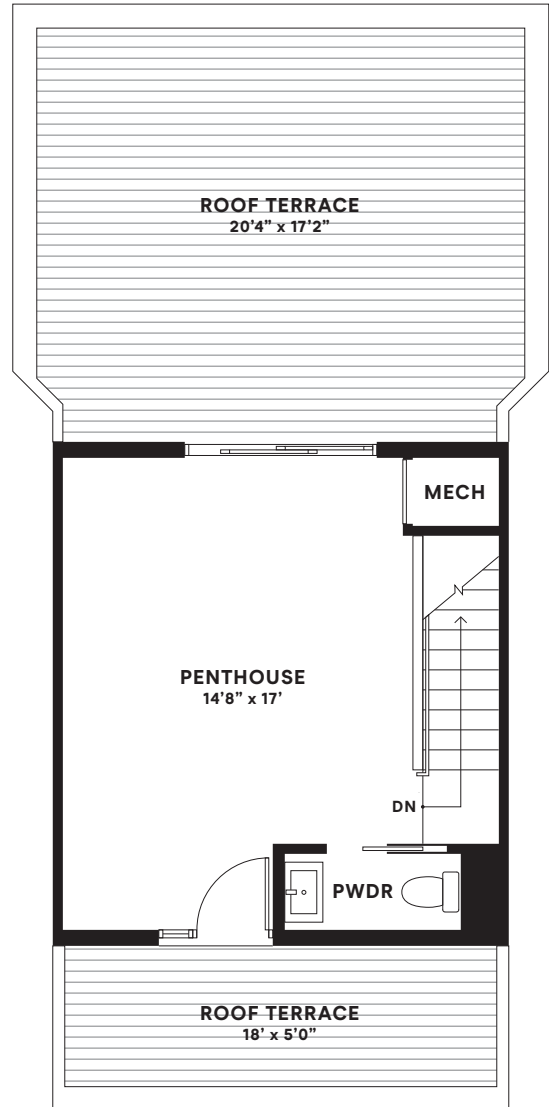 ROOF TERRACE
20’4” x 17’2”
MECH
PENTHOUSE
14’8” x 17’
DN
PWDR
ROOF TERRACE
18’ x 5’0”